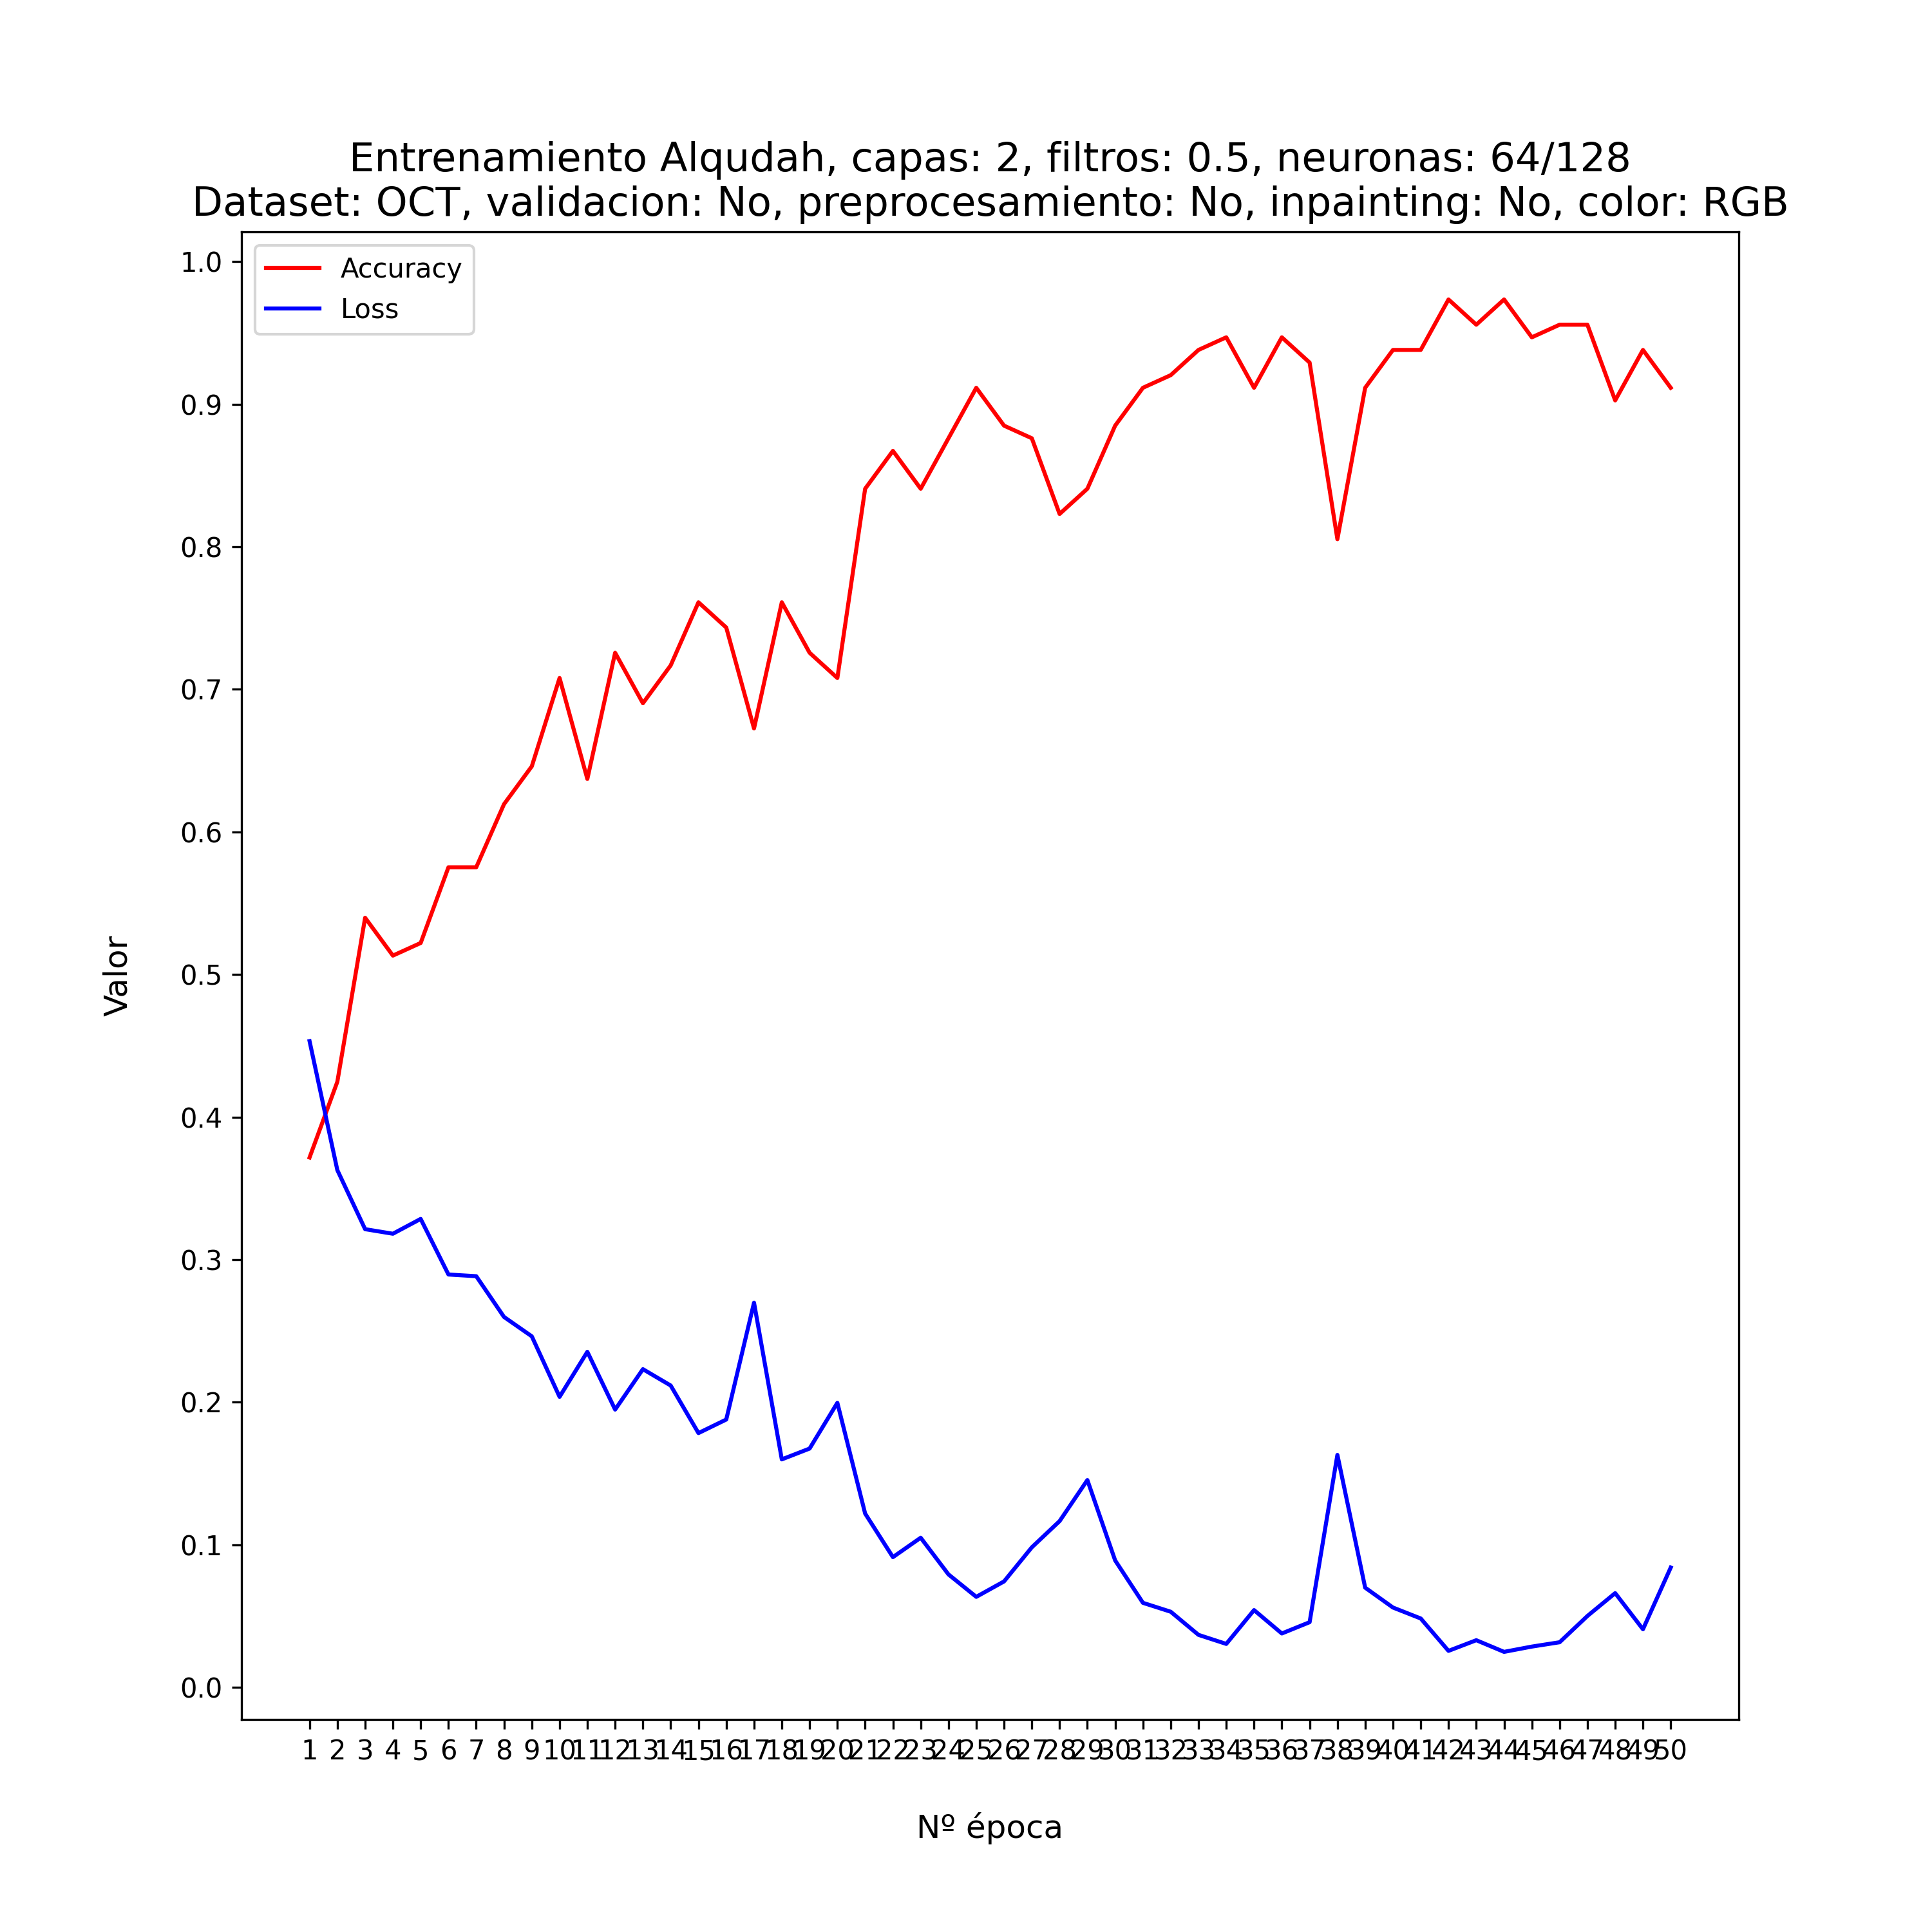 Entrenamiento Alqudah, capas: 2, filtros: 0.5, neuronas: 64/128
Dataset: OCT, validacion: No, preprocesamiento: No, inpainting: No, color: RGB
Accuracy
Loss
1.0
0.9
0.8
0.7
0.6
0.5
0.4
0.3
0.2
0.1
0.0
Valor
1 2 3 4 5 6 7 8 9 10 11 12 13 14 15 16 17 18 19 20 21 22 23 24 25 26 27 28 29 30 31 32 33 34 35 36 37 38 39 40 41 42 43 44 45 46 47 48 49 50
Nº época